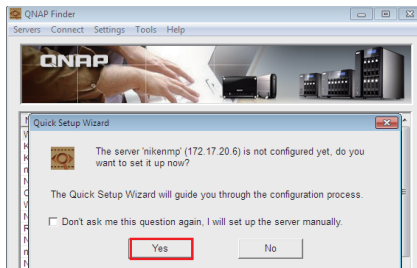 QNAP Finder
Servers Connect Settings Tools Help
QNAP
Quick Setup Wizard
The server 'nikenmp' (172.17.20.6) is not configured yet, do you
want to set it up now?
The Quick Setup Wizard will guide you through the configuration process.
Don't ask me this question again, I will set up the server manually.
Yes No